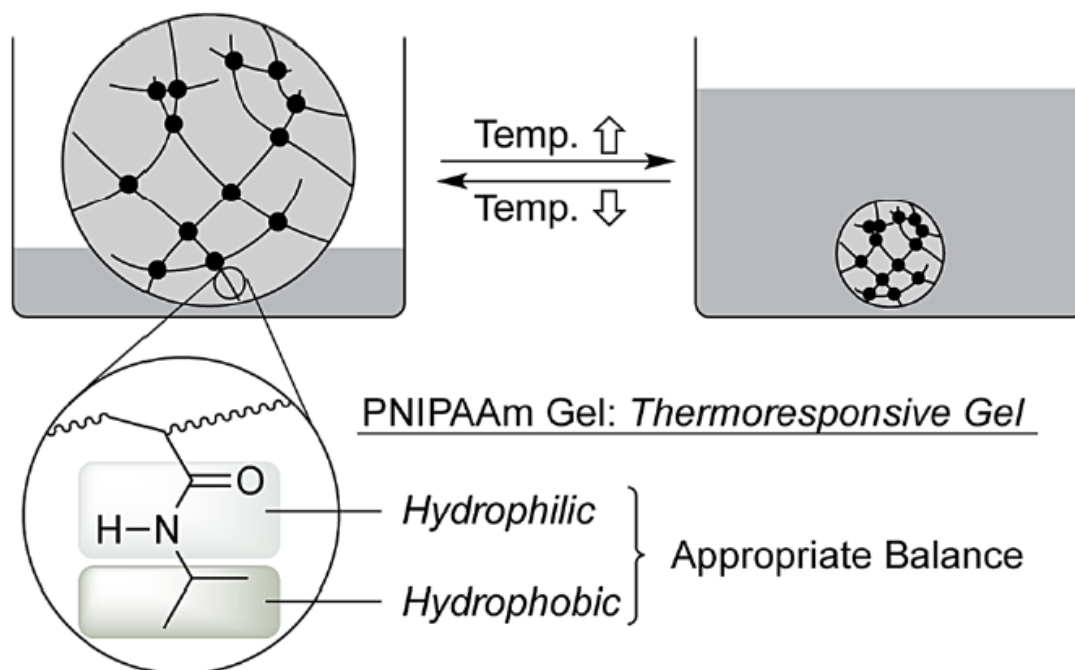 Temp. ⇧
Temp. ⇩
PNIPAAm Gel: Thermoresponsive Gel
O
H–N
Hydrophilic
Hydrophobic
Appropriate Balance